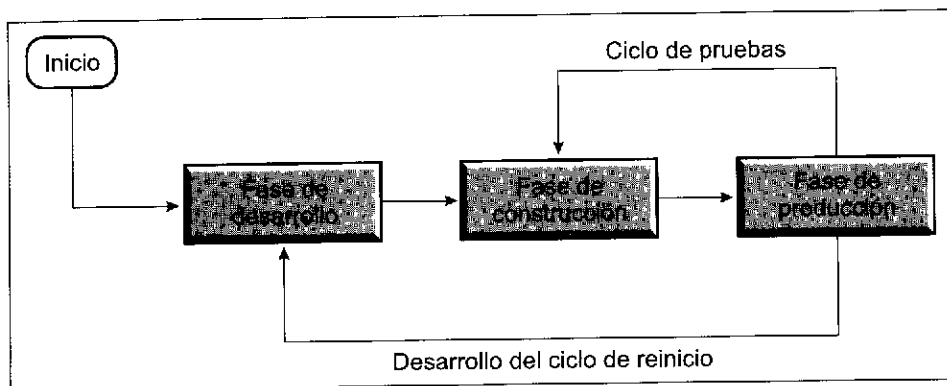 Inicio
Ciclo de pruebas
Fase de
desarrollo
Fase de
construcción
Fase de
producción
Desarrollo del ciclo de reinicio